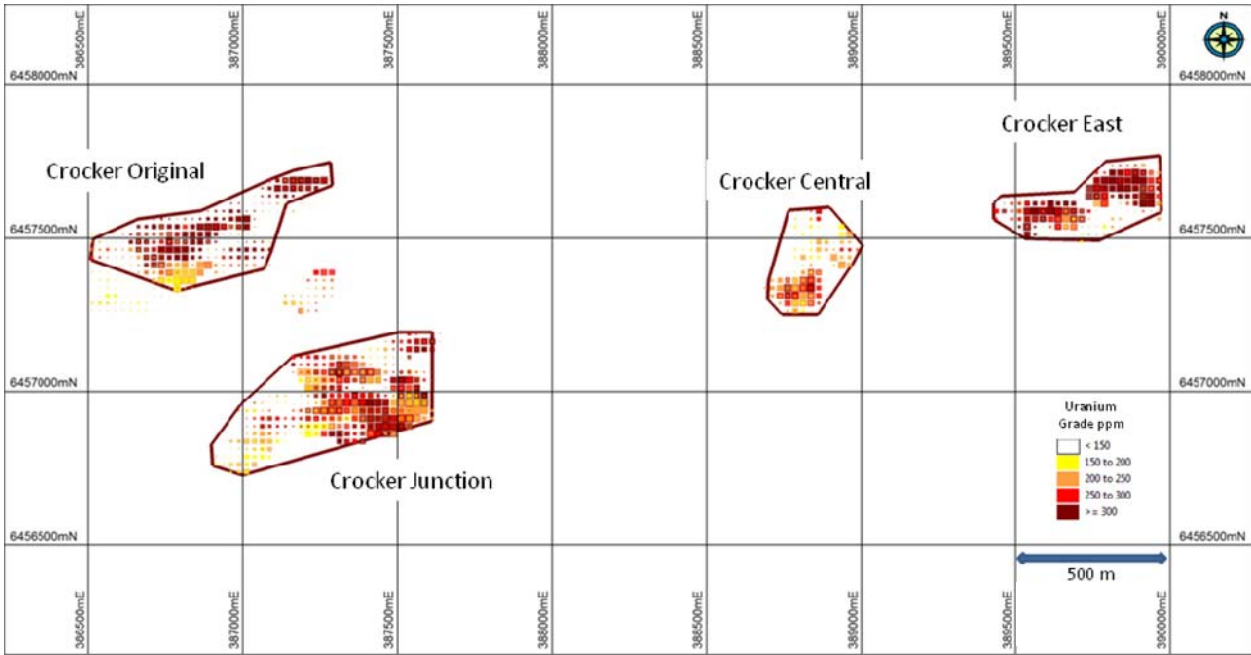 386500mE
387000mE
387500mE
388000mE
388500mE
389000mE
389500mE
390000mE
N
6458000mN
6458000mN
Crocker East
Crocker Original
Crocker Central
6457500mN
6457500mN
6457000mN
6457000mN
Uranium
Grade ppm
< 150
150 to 200
200 to 250
250 to 300
>= 300
Crocker Junction
6456500mN
6456500mN
500 m
386500mE
387000mE
387500mE
388000mE
388500mE
389000mE
389500mE
390000mE